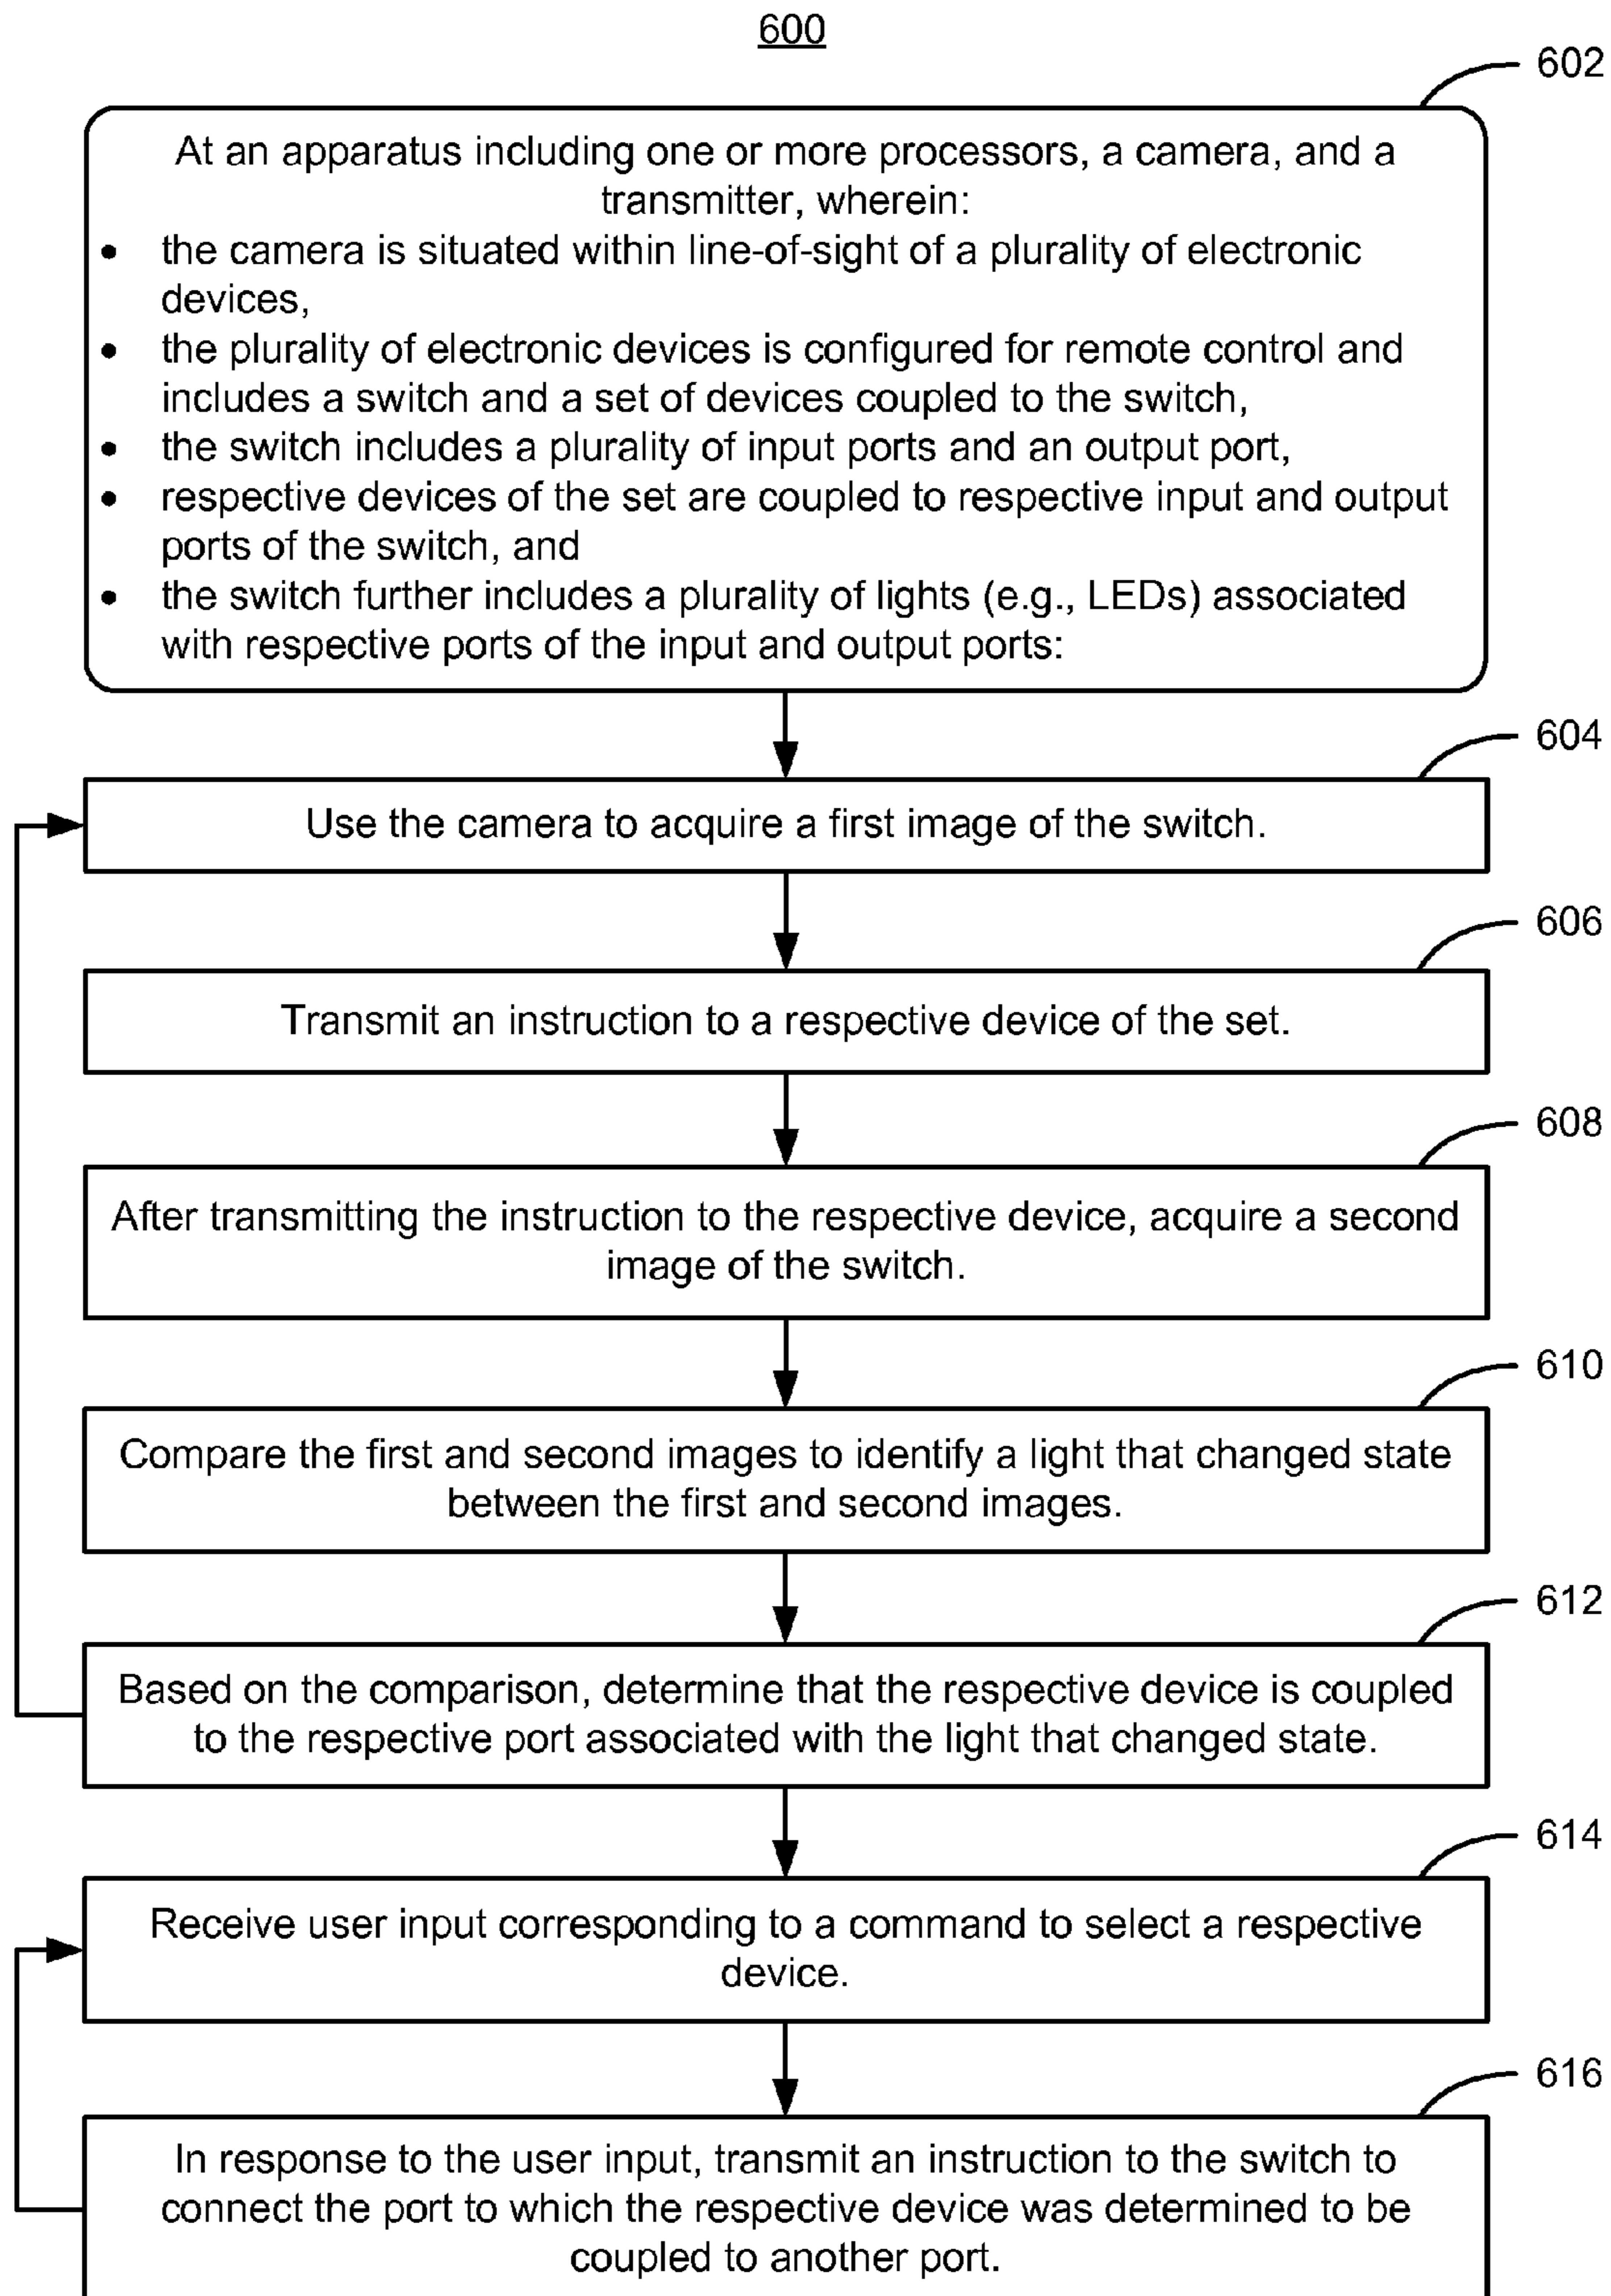 600
602
At an apparatus including one or more processors, a camera, and a
transmitter, wherein:
• the camera is situated within line-of-sight of a plurality of electronic
devices,
• the plurality of electronic devices is configured for remote control and
includes a switch and a set of devices coupled to the switch,
• the switch includes a plurality of input ports and an output port,
• respective devices of the set are coupled to respective input and output
ports of the switch, and
• the switch further includes a plurality of lights (e.g., LEDs) associated
with respective ports of the input and output ports:
604
Use the camera to acquire a first image of the switch.
606
Transmit an instruction to a respective device of the set.
608
After transmitting the instruction to the respective device, acquire a second
image of the switch.
610
Compare the first and second images to identify a light that changed state
between the first and second images.
612
Based on the comparison, determine that the respective device is coupled
to the respective port associated with the light that changed state.
614
Receive user input corresponding to a command to select a respective
device.
616
In response to the user input, transmit an instruction to the switch to
connect the port to which the respective device was determined to be
coupled to another port.